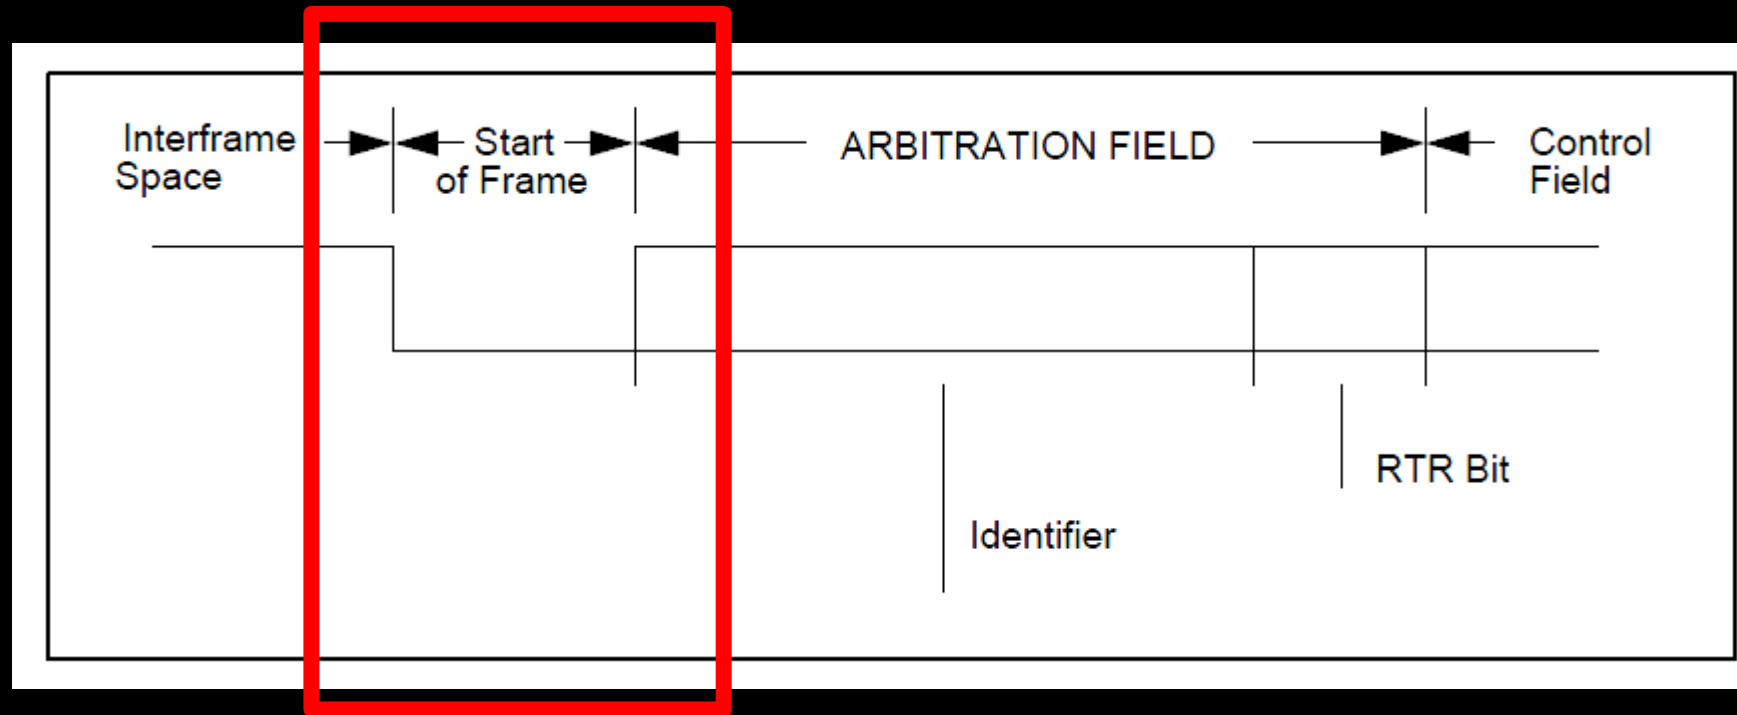 Interframe
Space
Start
of Frame
ARBITRATION FIELD
Control
Field
RTR Bit
Identifier